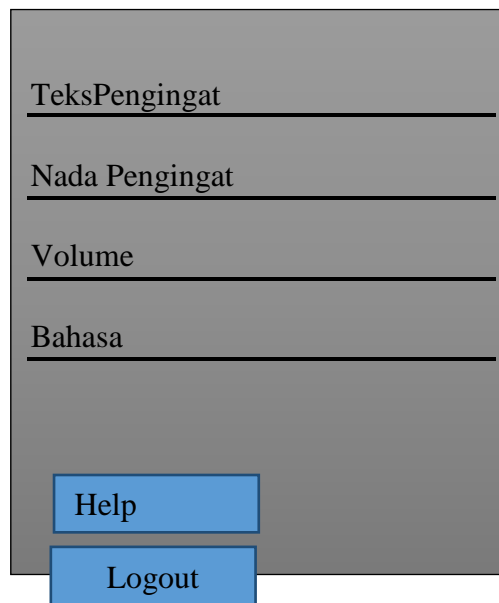 TeksPengingat
Nada Pengingat
Volume
Bahasa
Help
Logout